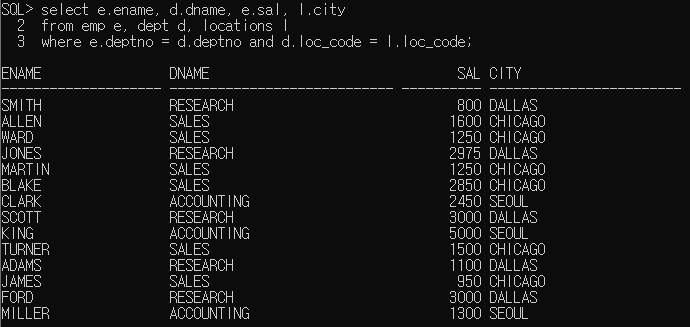 SQL> select e.ename, d.dname, e.sal, l.city
2 from emp e, dept d, locations l
3 where e.deptno = d.deptno and d.loc_code = l.loc_code;
ENAME DNAME SAL CITY
-------------------- ---------------------------- ---------- ------------------------
SMITH RESEARCH 800 DALLAS
ALLEN SALES 1600 CHICAGO
WARD SALES 1250 CHICAGO
JONES RESEARCH 2975 DALLAS
MARTIN SALES 1250 CHICAGO
BLAKE SALES 2850 CHICAGO
CLARK ACCOUNTING 2450 SEOUL
SCOTT RESEARCH 3000 DALLAS
KING ACCOUNTING 5000 SEOUL
TURNER SALES 1500 CHICAGO
ADAMS RESEARCH 1100 DALLAS
JAMES SALES 950 CHICAGO
FORD RESEARCH 3000 DALLAS
MILLER ACCOUNTING 1300 SEOUL